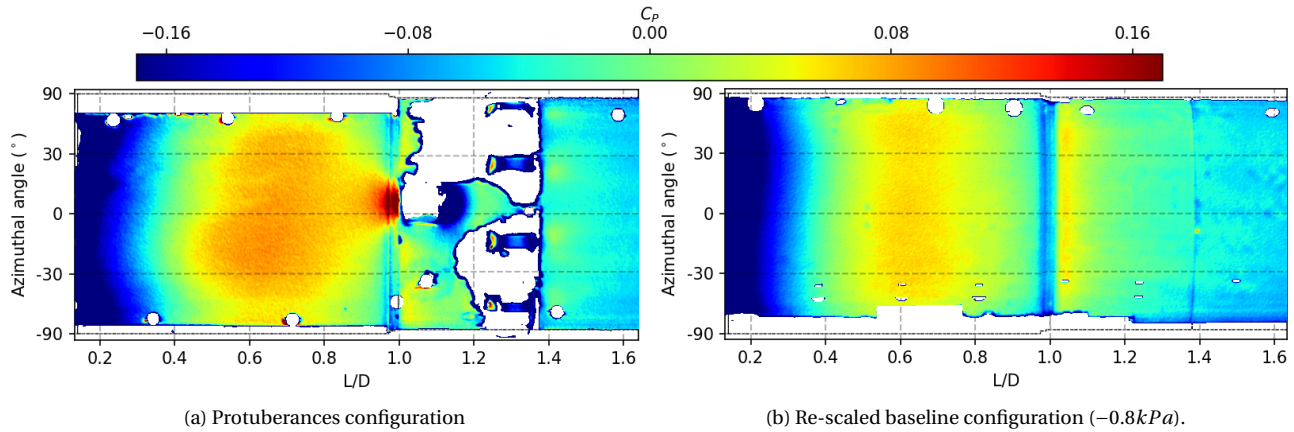 C_P
−0.16 −0.08 0.00 0.08 0.16
90
30
0
-30
-90
Azimuthal angle (°)
0.2 0.4 0.6 0.8 1.0 1.2 1.4 1.6
L/D
(a) Protuberances configuration
90
30
0
-30
-90
Azimuthal angle (°)
0.2 0.4 0.6 0.8 1.0 1.2 1.4 1.6
L/D
(b) Re-scaled baseline configuration (−0.8kPa).